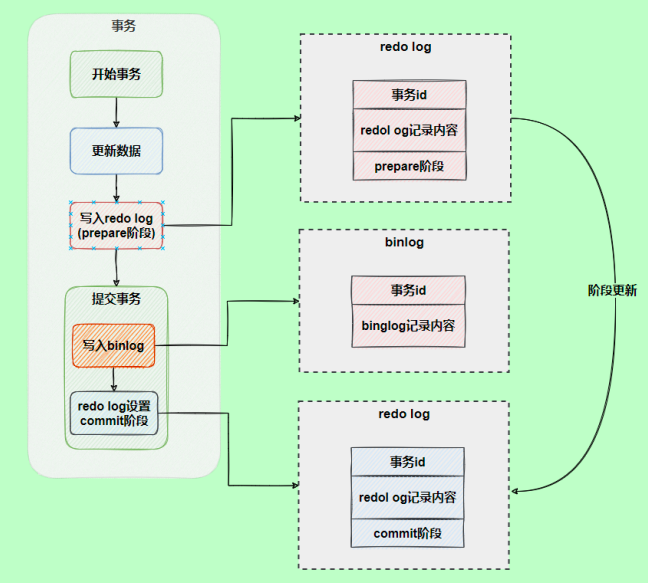 事务
开始事务
更新数据
写入redo log
(prepare阶段)
提交事务
写入binlog
redo log设置
commit阶段
redo log
事务id
redol og记录内容
prepare阶段
binlog
事务id
binglog记录内容
redo log
事务id
redol og记录内容
commit阶段
阶段更新